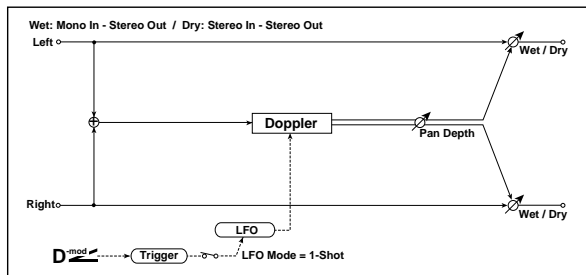 Wet: Mono In - Stereo Out / Dry: Stereo In - Stereo Out
Left
Wet / Dry
Doppler
Pan Depth
Right
Wet / Dry
LFO
D-mod
Trigger
LFO Mode = 1-Shot